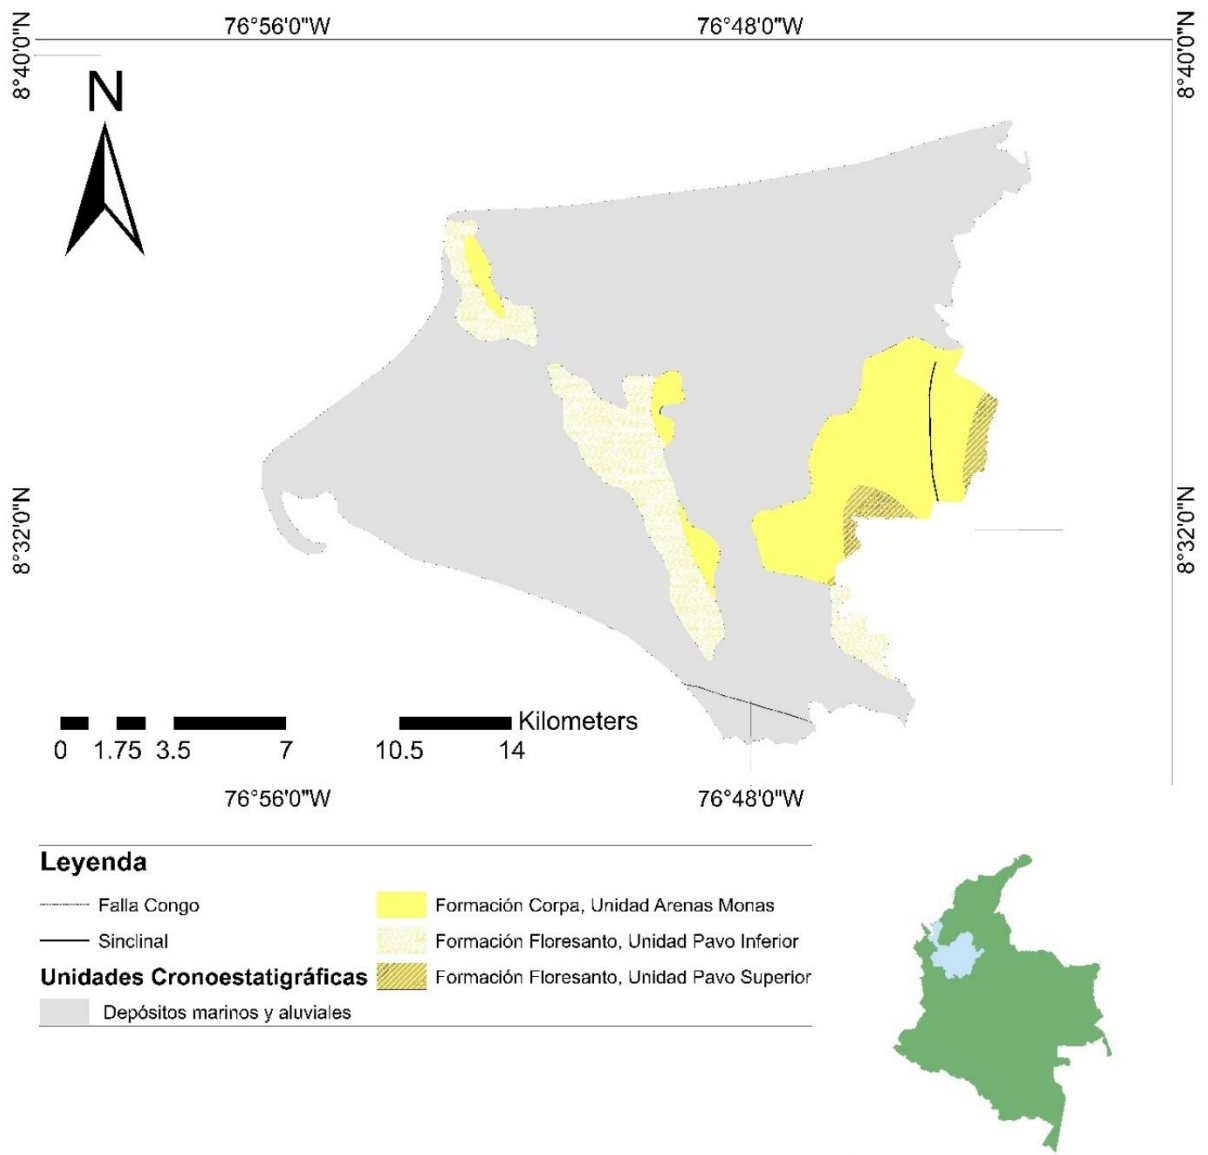 76°56'0"W 76°48'0"W
8°40'0"N 8°40'0"N
N
8°32'0"N 8°32'0"N
Kilometers
0 1.75 3.5 7 10.5 14
76°56'0"W 76°48'0"W
Leyenda
Falla Congo
Sinclinal
Unidades Cronoestatigráficas
Depósitos marinos y aluviales
Formación Corpa, Unidad Arenas Monas
Formación Floresanto, Unidad Pavo Inferior
Formación Floresanto, Unidad Pavo Superior